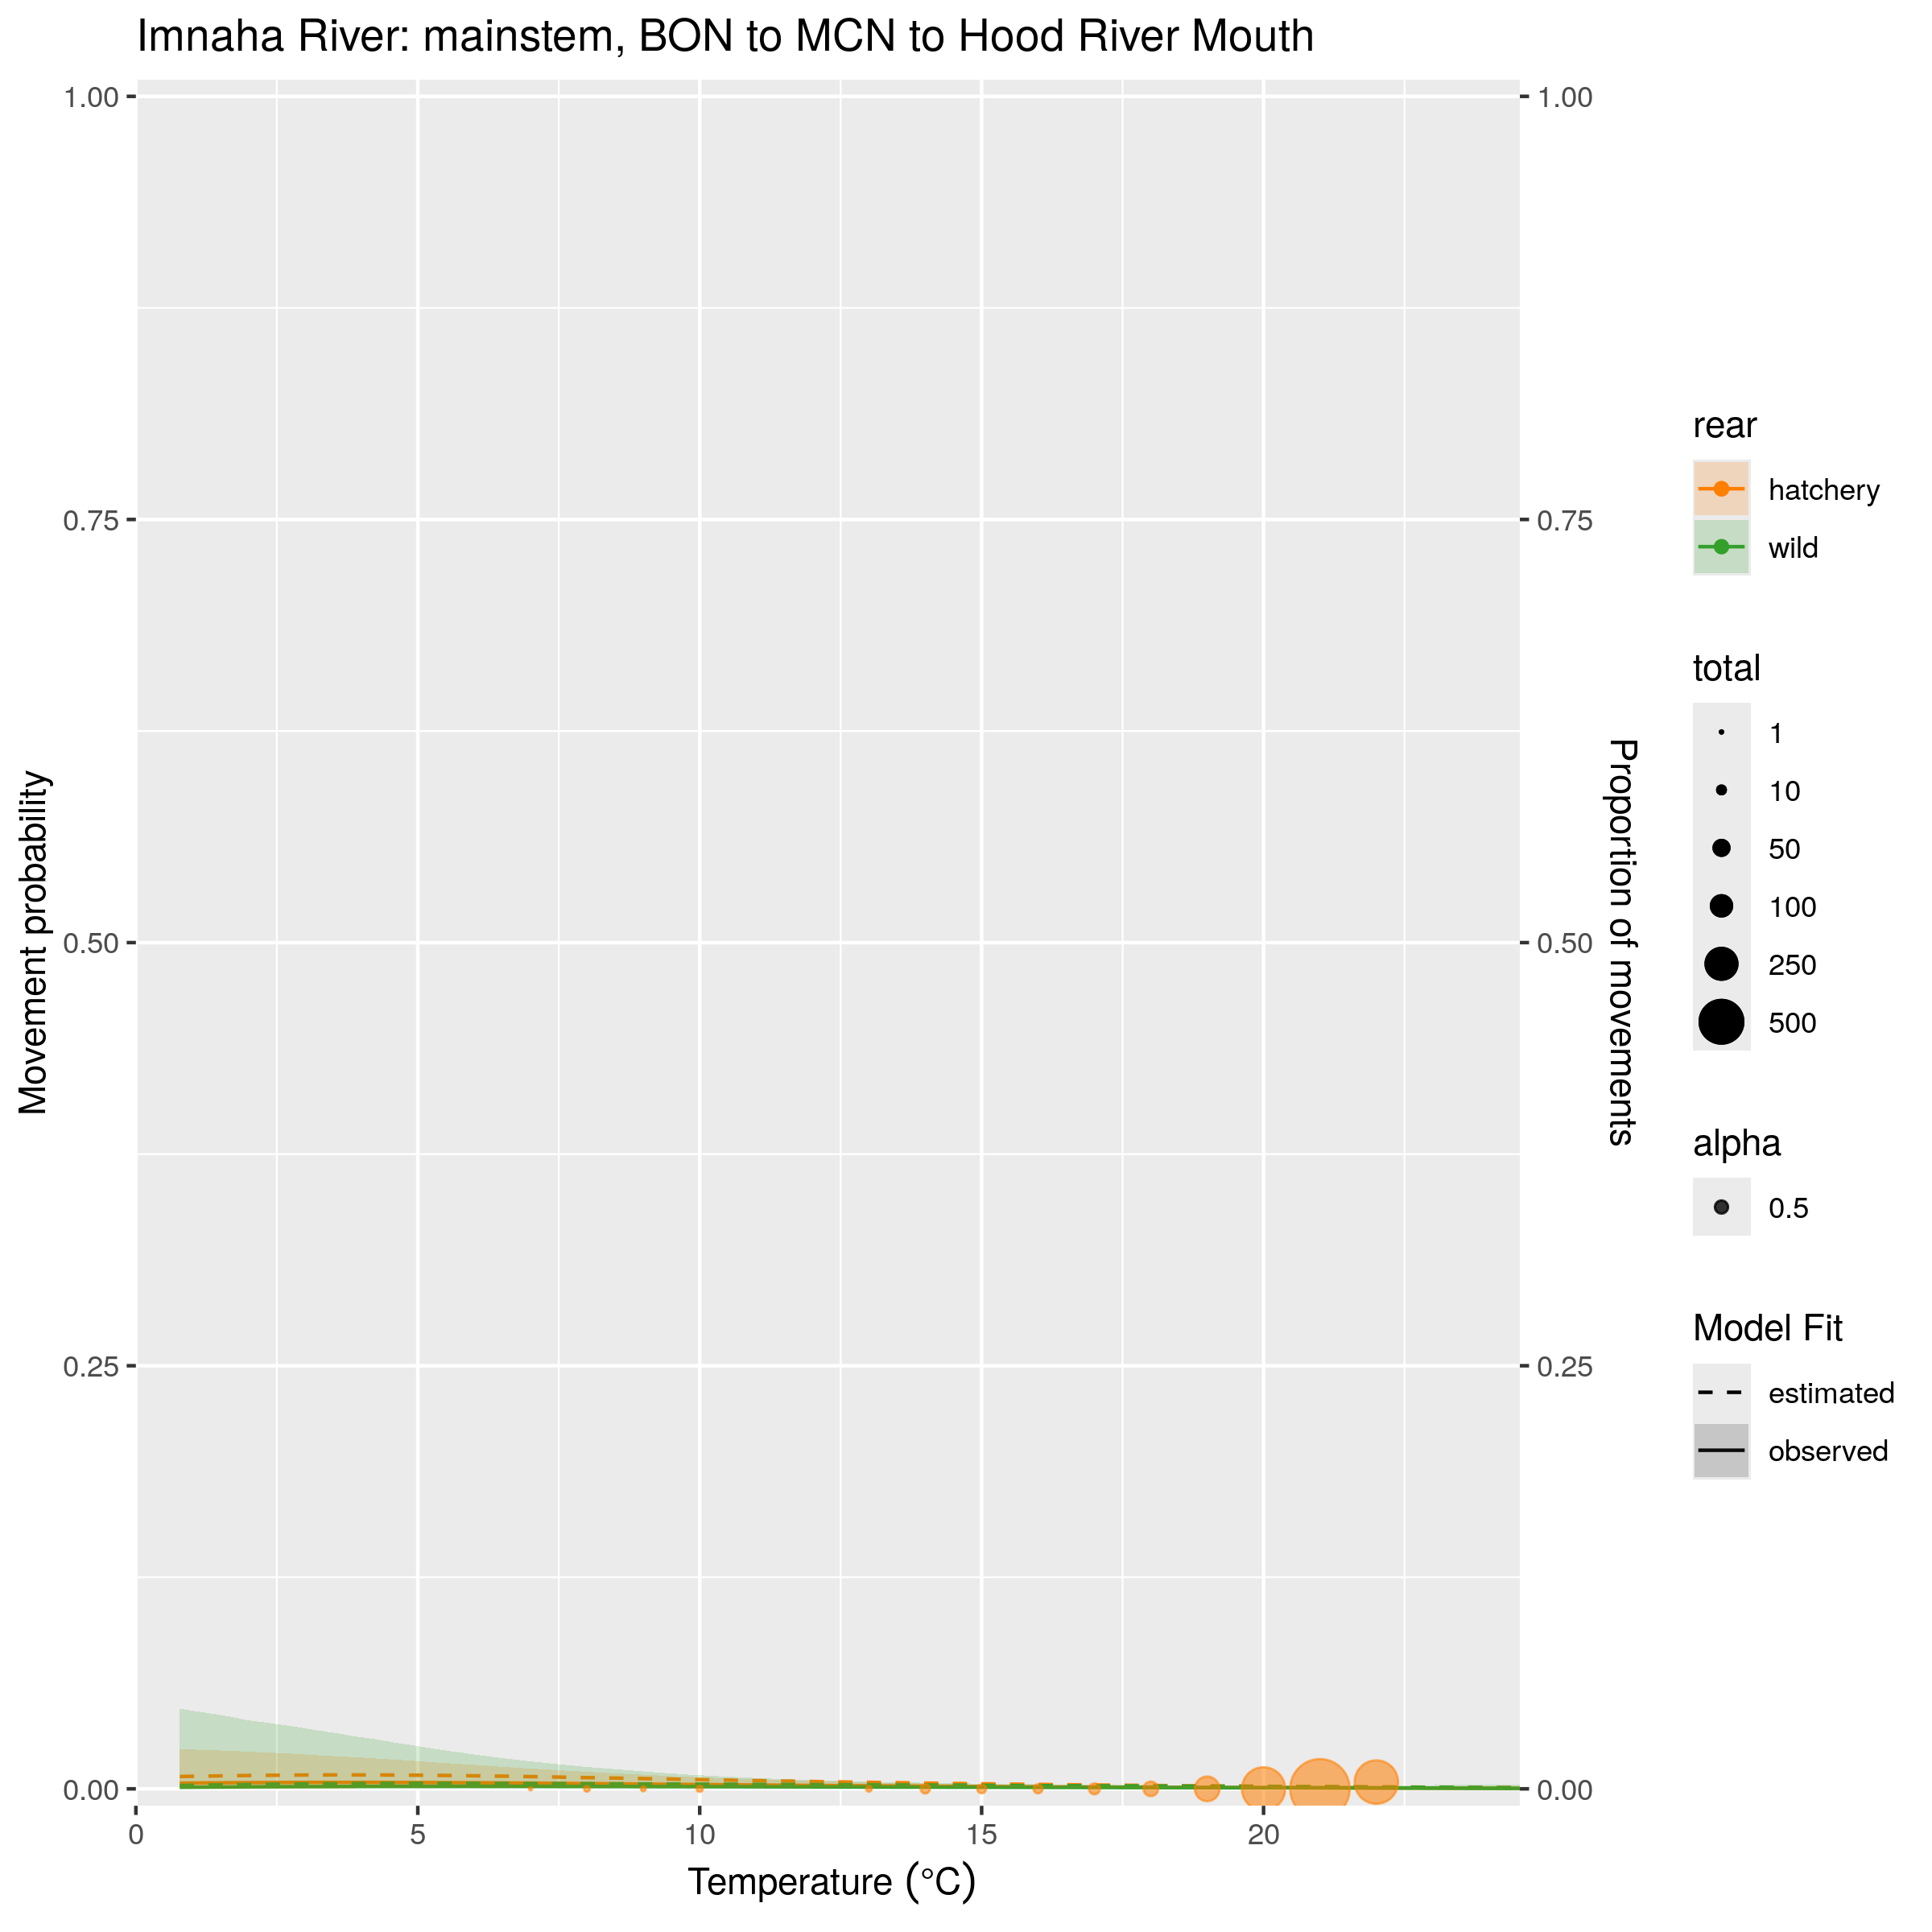 Imnaha River: mainstem, BON to MCN to Hood River Mouth
Movement probability
1.00
0.75
0.50
0.25
0.00
0
5
10
15
20
Temperature (°C)
1.00
0.75
0.50
0.25
0.00
Proportion of movements
rear
hatchery
wild
total
1
10
50
100
250
500
alpha
0.5
Model Fit
estimated
observed